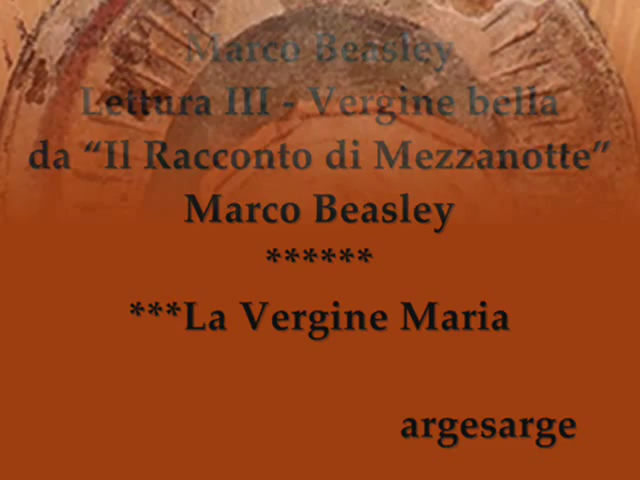 Marco Beasley
Lettura III - Vergine bella
da “Il Racconto di Mezzanotte”
Marco Beasley
******
***La Vergine Maria
argesarge